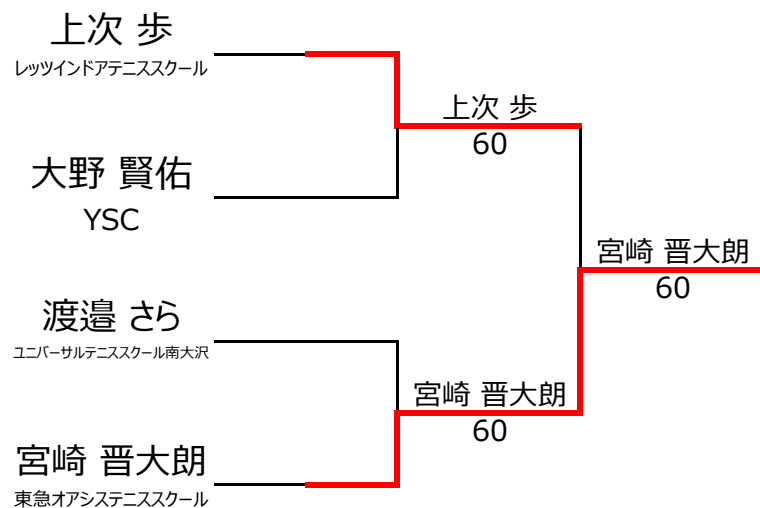 上次 歩
レッツインドアテニススクール
大野 賢佑
YSC
渡邉 さら
ユニバーサルテニススクール南大沢
宮崎 晋大朗
東急オアシステニススクール
上次 歩
60
宮崎 晋大朗
60
宮崎 晋大朗
60